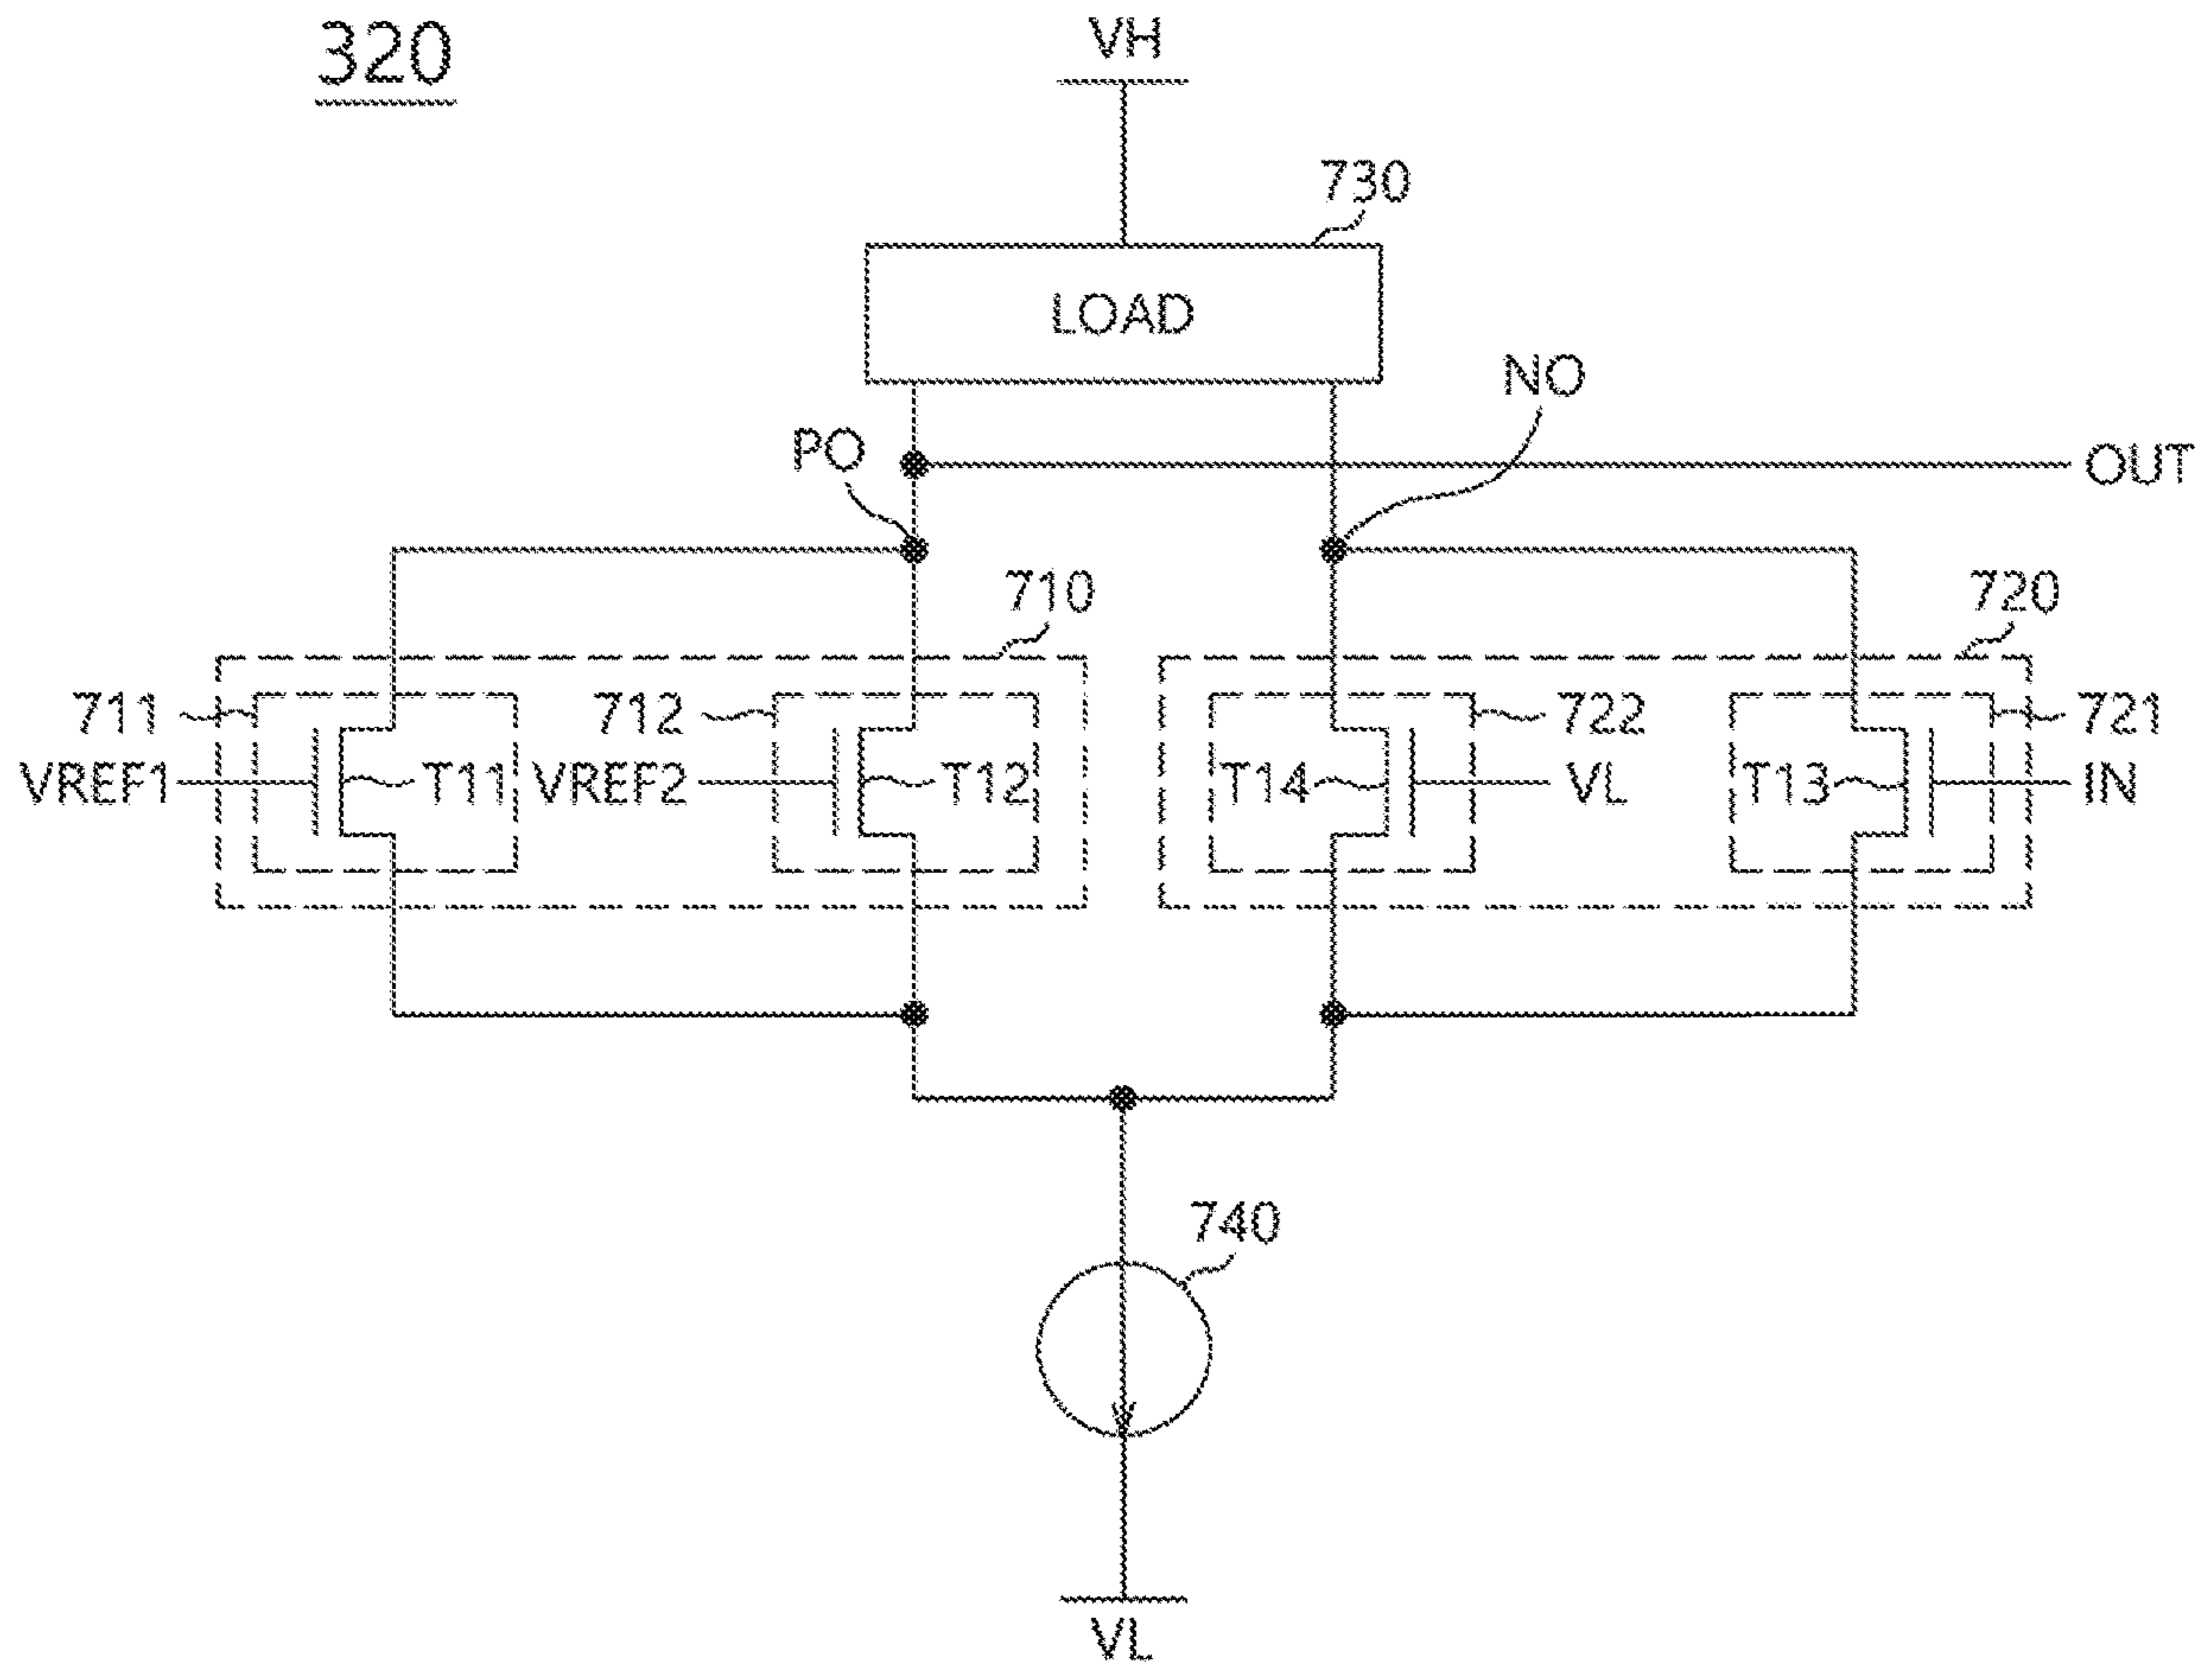 320
VH
730
LOAD
NO
PO
OUT
710
720
711
712
722
721
VREF1
T11
VREF2
T12
T14
VL
T13
IN
740
VL